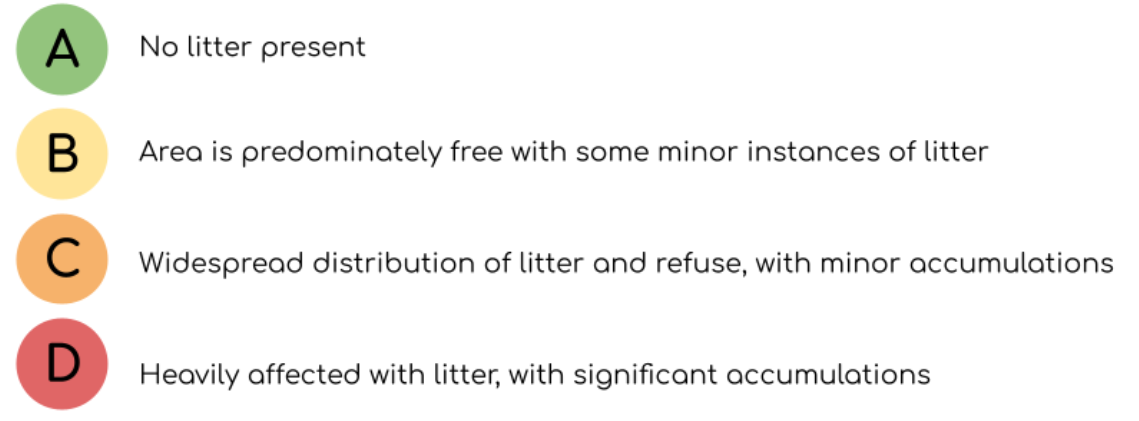 A No litter present
B Area is predominately free with some minor instances of litter
C Widespread distribution of litter and refuse, with minor accumulations
D Heavily affected with litter, with significant accumulations